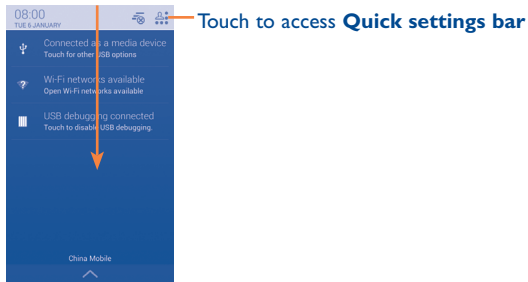 08:00
TUE 6 JANUARY
Touch to access Quick settings bar
Connected as a media device
Touch for other USB options
Wi-Fi networks available
Open Wi-Fi networks available
USB debugging connected
Touch to disable USB debugging.
China Mobile